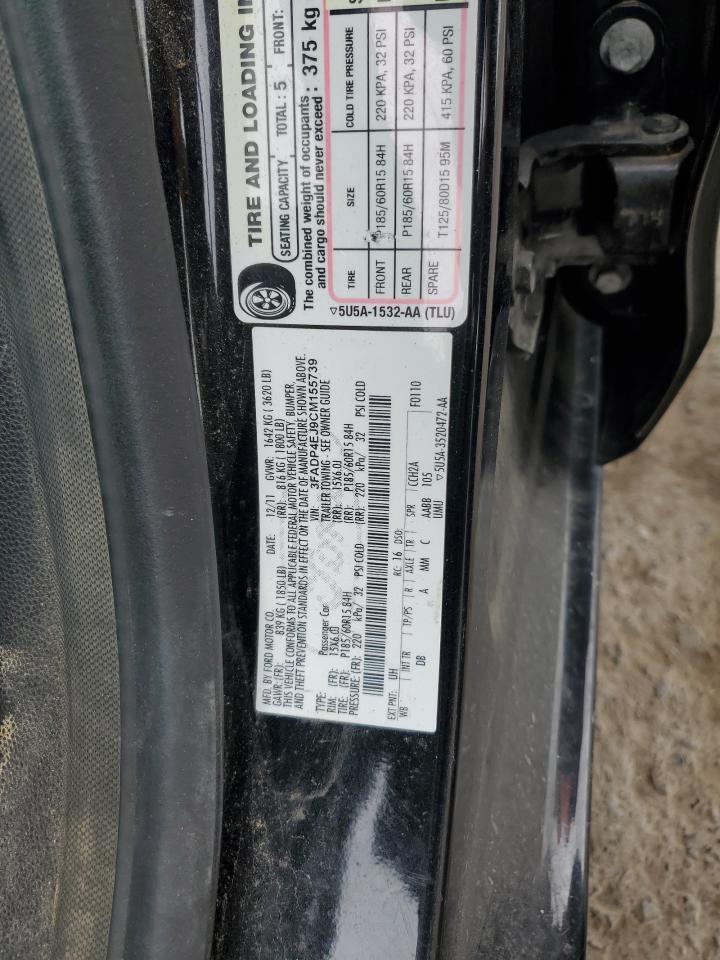 TIRE AND LOADING IN
SEATING CAPACITY TOTAL : 5 FRONT:
The combined weight of occupants
and cargo should never exceed : 375 kg
TIRE SIZE COLD TIRE PRESSURE
FRONT P185/60R15 84H 220 KPA, 32 PSI
REAR P185/60R15 84H 220 KPA, 32 PSI
SPARE T125/80D15 95M 415 KPA, 60 PSI
▽5U5A-1532-AA (TLU)
MFD. BY FORD MOTOR CO.
DATE: 12/11 GVWR: 1642 KG ( 3620 LB)
GAWR: (FR): 839 KG ( 1850 LB) (RR): 816 KG ( 1800 LB)
THIS VEHICLE CONFORMS TO ALL APPLICABLE FEDERAL MOTOR VEHICLE SAFETY, BUMPER,
AND THEFT PREVENTION STANDARDS IN EFFECT ON THE DATE OF MANUFACTURE SHOWN ABOVE.
VIN: 3FADP4EJ9CM155739
TYPE: Passenger Car TRAILER TOWING - SEE OWNER GUIDE
RIM: (FR): 15X6.0J (RR): 15X6.0J
TIRE: (FR): P185/60R15 84H (RR): P185/60R15 84H
PRESSURE: (FR): 220 kPa/ 32 PSI COLD (RR): 220 kPa/ 32 PSI COLD
EXT PNT: UH RC: 16 DSO: F0110
WB INT TR TP/PS R AXLE TR SPR CCH2A
DB A MM C AABB 105
UMU ▽5U5A-3520472-AA